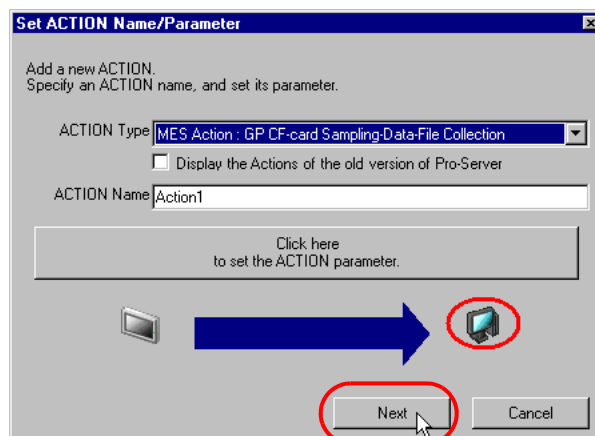 Set ACTION Name/Parameter
Add a new ACTION.
Specify an ACTION name, and set its parameter.
ACTION Type MES Action : GP CF-card Sampling-Data-File Collection
Display the Actions of the old version of Pro-Server
ACTION Name Action1
Click here
to set the ACTION parameter.
Next Cancel